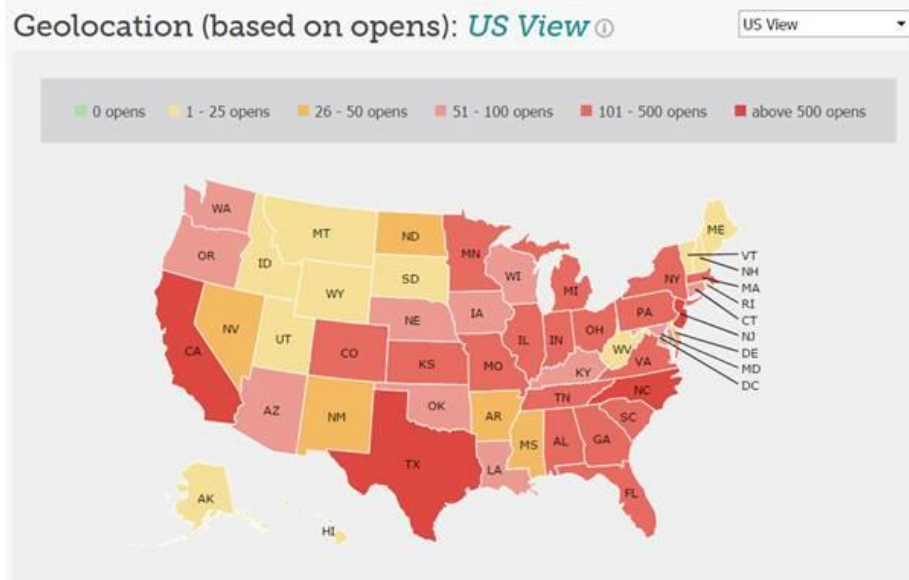 Geolocation (based on opens): US View
US View
0 opens 1 - 25 opens 26 - 50 opens 51 - 100 opens 101 - 500 opens above 500 opens
WA
MT
ND
MN
ME
OR
ID
SD
WI
MI
NY
VT
NH
MA
RI
CT
NJ
DE
MD
DC
WY
NE
IA
PA
NV
UT
CO
KS
MO
IL
IN
OH
WV
VA
KY
CA
AZ
NM
OK
AR
TN
NC
SC
MS
AL
GA
TX
LA
FL
AK
HI